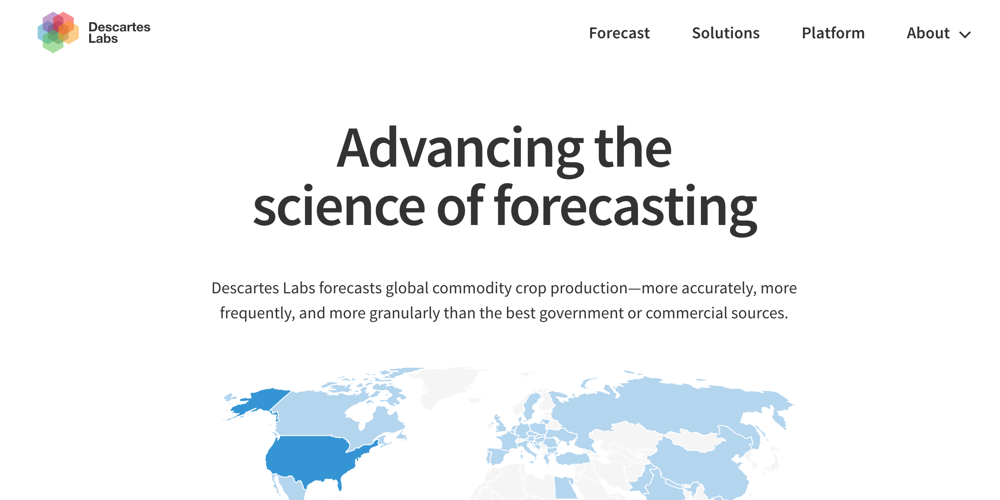 Descartes
Labs
Forecast Solutions Platform About
Advancing the
science of forecasting
Descartes Labs forecasts global commodity crop production—more accurately, more
frequently, and more granularly than the best government or commercial sources.